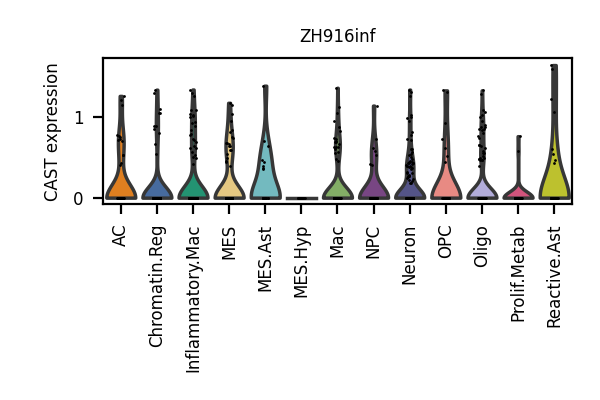 ZH916inf
CAST expression
1
0
AC
Chromatin.Reg
Inflammatory.Mac
MES
MES.Ast
MES.Hyp
Mac
NPC
Neuron
OPC
Oligo
Prolif.Metab
Reactive.Ast